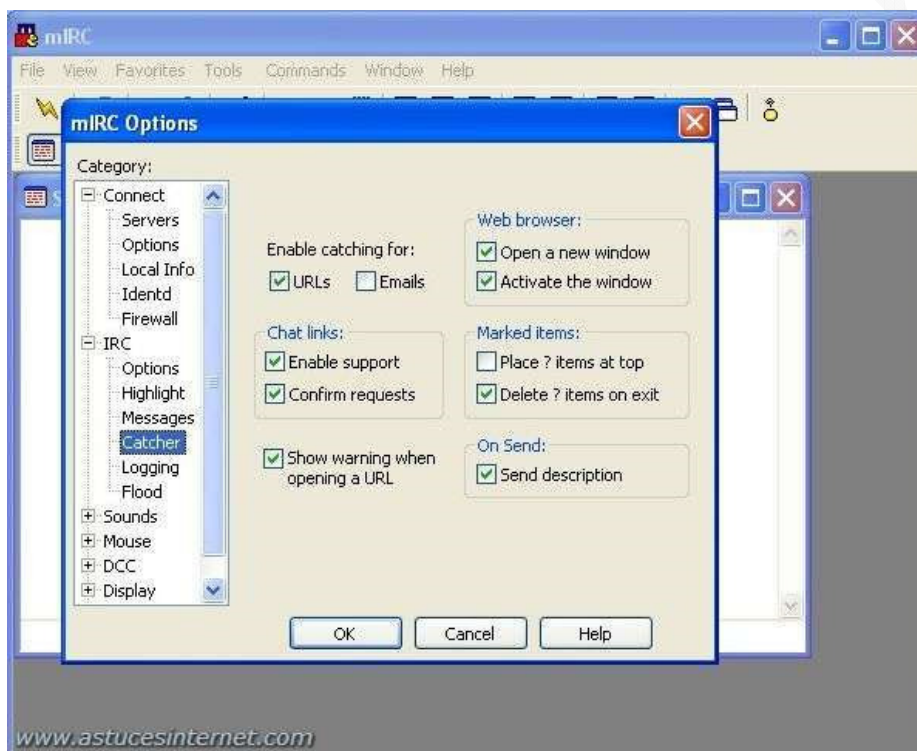 mIRC
File View Favorites Tools Commands Window Help
mIRC Options
Category:
Connect
Servers
Options
Local Info
Identd
Firewall
IRC
Options
Highlight
Messages
Catcher
Logging
Flood
Sounds
Mouse
DCC
Display
Enable catching for:
URLs Emails
Chat links:
Enable support
Confirm requests
Show warning when
opening a URL
Web browser:
Open a new window
Activate the window
Marked items:
Place ? items at top
Delete ? items on exit
On Send:
Send description
OK Cancel Help
www.astucesinternet.com